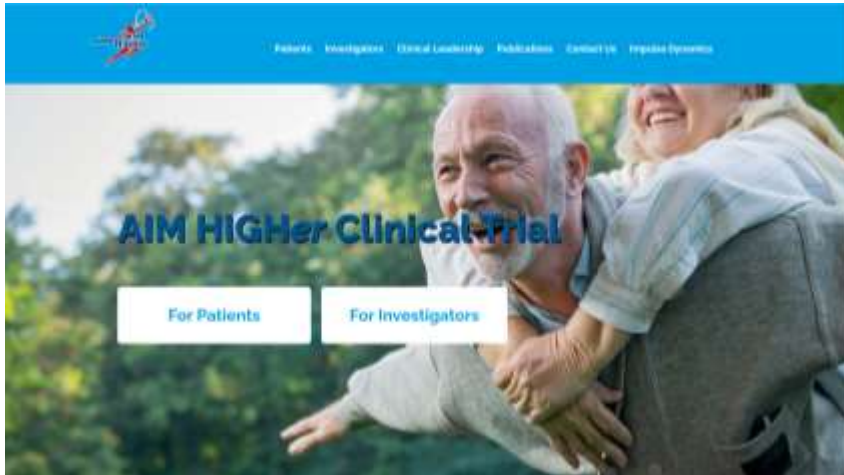 Patients Investigators Clinical Leadership Publications Contact Us Impulse Dynamics
AIM HIGHer Clinical Trial
For Patients
For Investigators